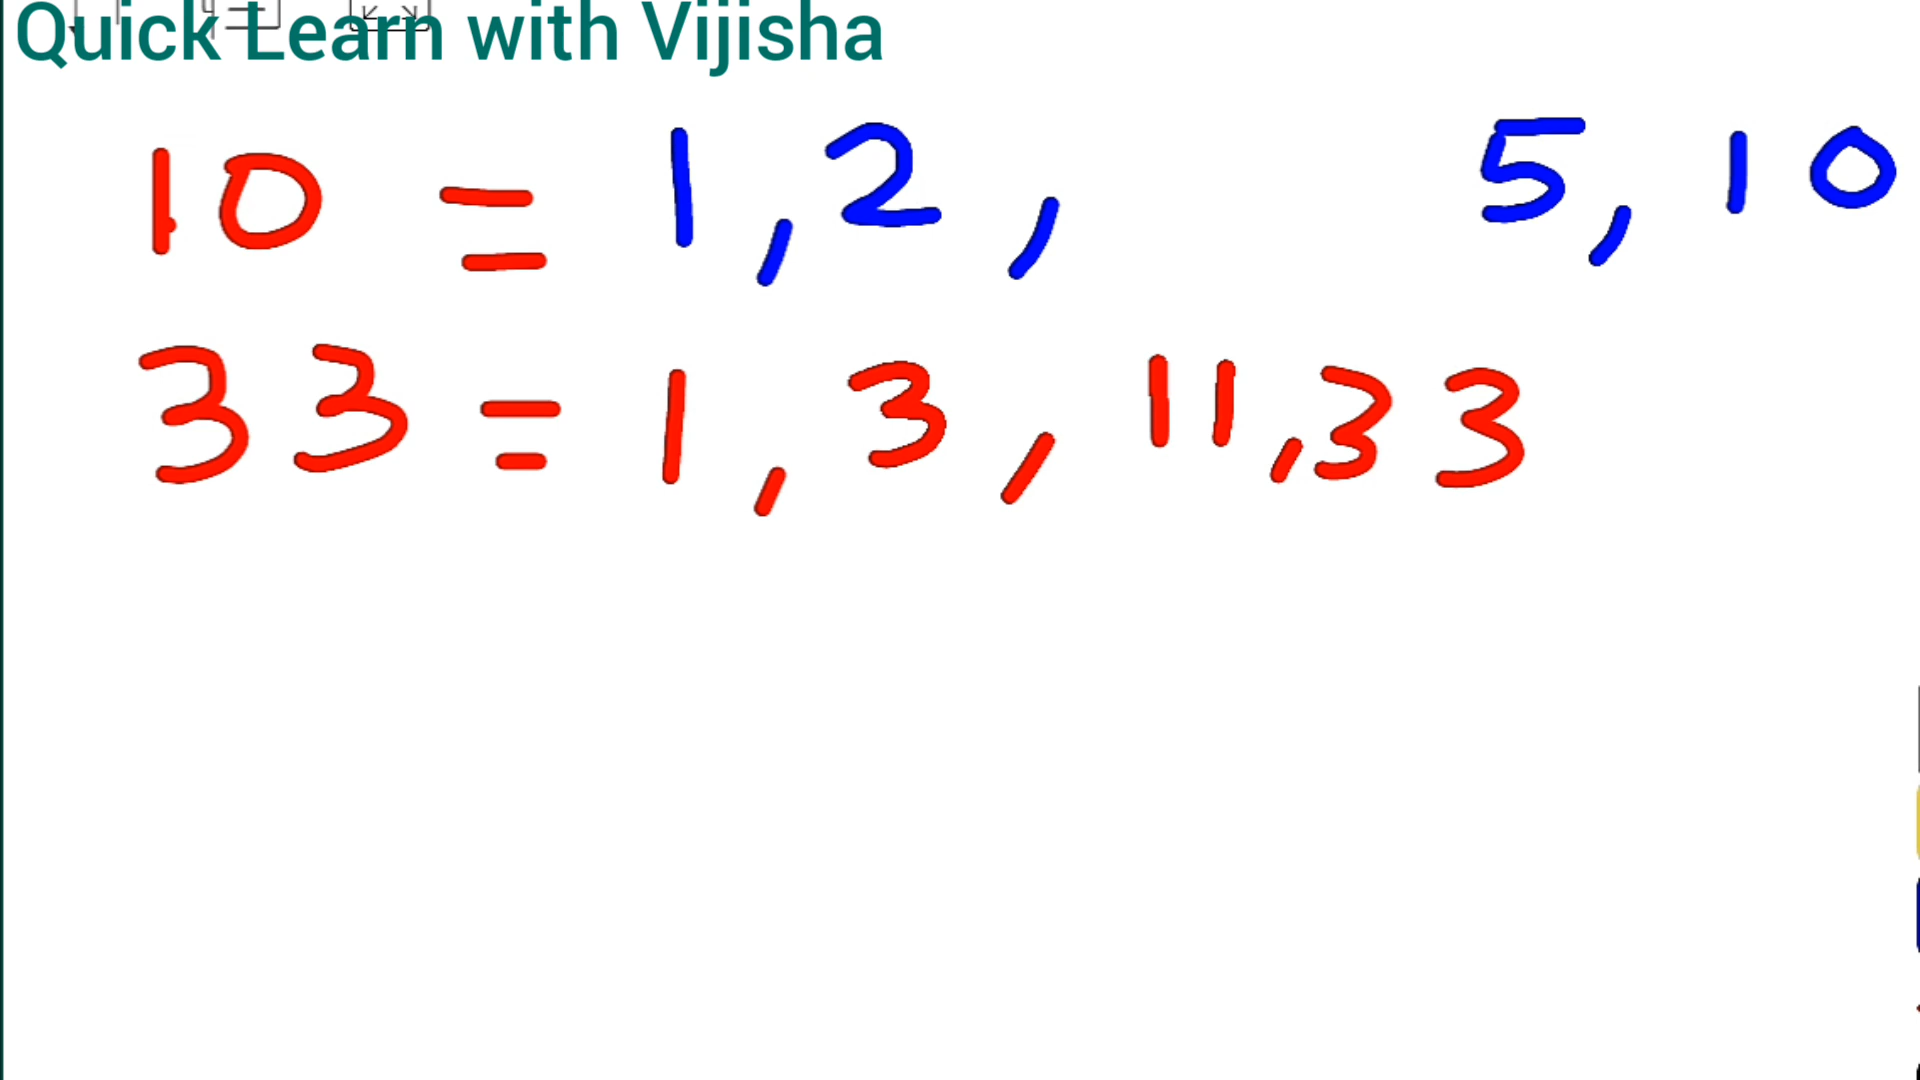 Quick Learn with Vijisha
10 = 1, 2, 5, 10
33 = 1, 3, 11, 33